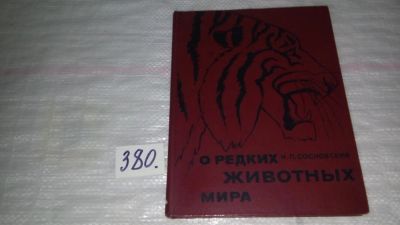 380.
О РЕДКИХ И.П. СОСНОВСКИЙ
ЖИВОТНЫХ
МИРА